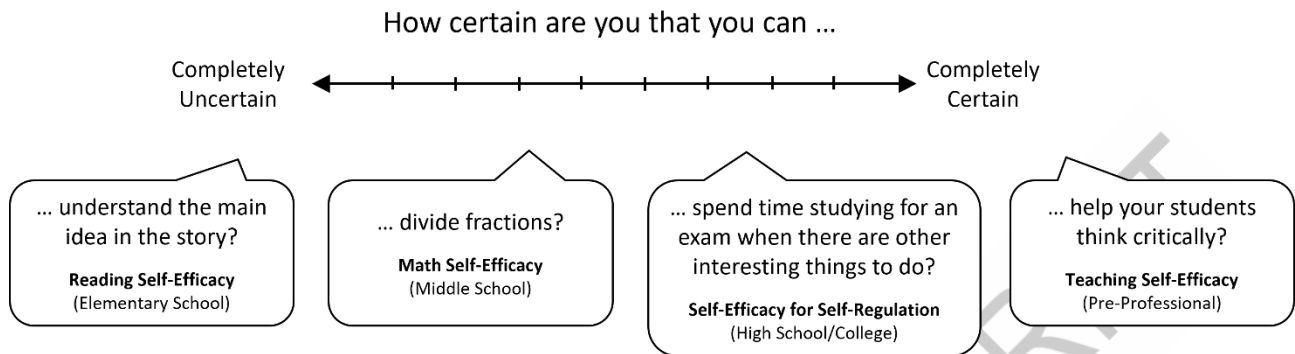 How certain are you that you can …
Completely
Uncertain
Completely
Certain
… understand the main
idea in the story?
Reading Self-Efficacy
(Elementary School)
… divide fractions?
Math Self-Efficacy
(Middle School)
… spend time studying for an
exam when there are other
interesting things to do?
Self-Efficacy for Self-Regulation
(High School/College)
… help your students
think critically?
Teaching Self-Efficacy
(Pre-Professional)